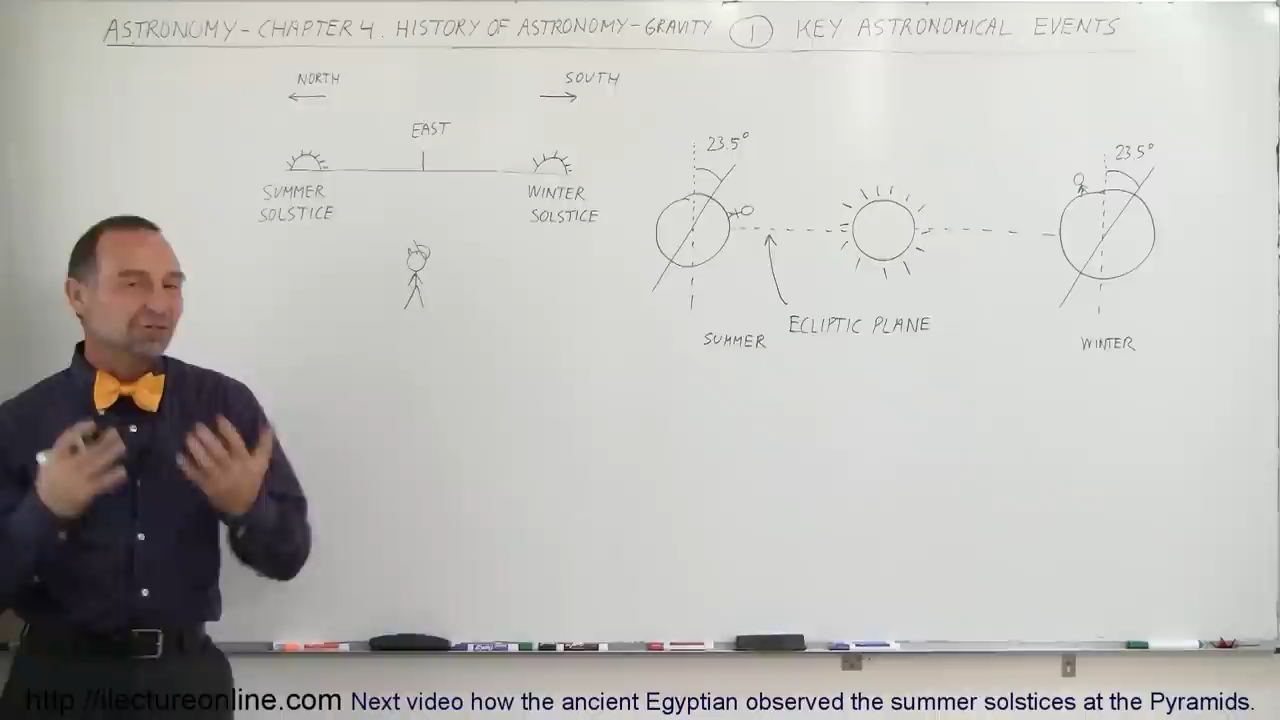 ASTRONOMY - CHAPTER 4. HISTORY OF ASTRONOMY - GRAVITY 1 KEY ASTRONOMICAL EVENTS
NORTH
SOUTH
EAST
SUMMER
SOLSTICE
WINTER
SOLSTICE
23.5°
23.5°
ECLIPTIC PLANE
SUMMER
WINTER
http://ilectureonline.com Next video how the ancient Egyptian observed the summer solstices at the Pyramids.